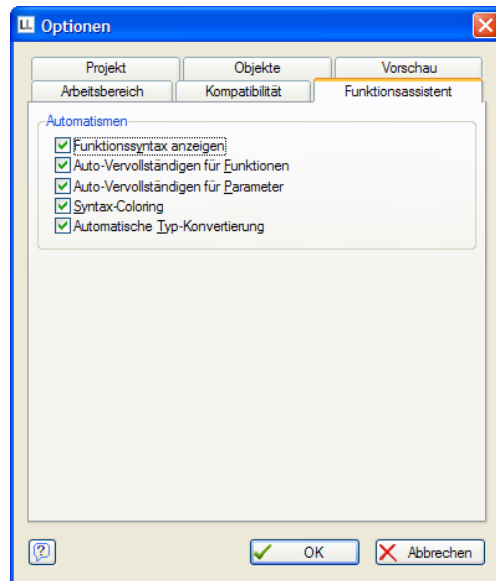 LL Optionen
Projekt Objekte Vorschau
Arbeitsbereich Kompatibilität Funktionsassistent
Automatismen
Funktionssyntax anzeigen
Auto-Vervollständigen für Funktionen
Auto-Vervollständigen für Parameter
Syntax-Coloring
Automatische Typ-Konvertierung
? OK Abbrechen